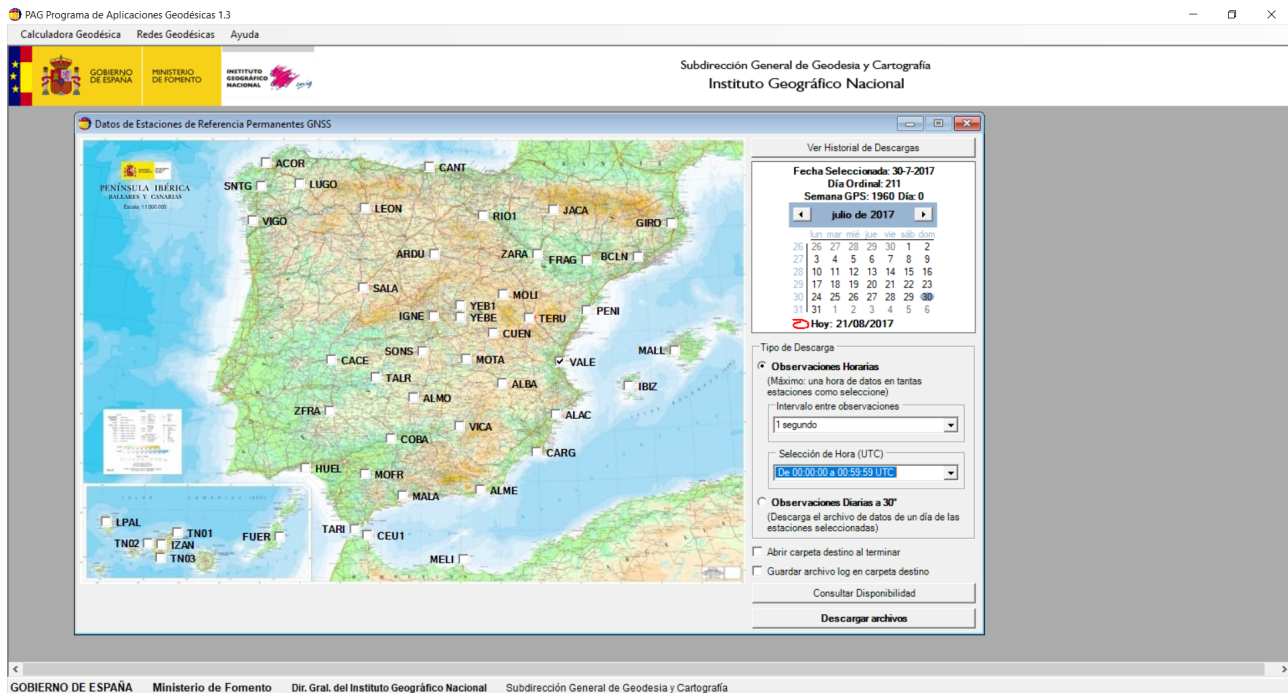 PAG Programa de Aplicaciones Geodésicas 1.3
Calculadora Geodésica Redes Geodésicas Ayuda
GOBIERNO
DE ESPAÑA
MINISTERIO
DE FOMENTO
INSTITUTO
GEOGRÁFICO
NACIONAL
cnig
Subdirección General de Geodesia y Cartografía
Instituto Geográfico Nacional
Datos de Estaciones de Referencia Permanentes GNSS
PENÍNSULA IBÉRICA
BALEARES Y CANARIAS
ACOR
CANT
SNTG
LUGO
LEON
VIGO
RIO1
JACA
GIRO
ARDU
ZARA
FRAG
BCLN
SALA
MOLI
YEB1
IGNE
YEBE
TERU
PENI
CUEN
SONS
CACE
MOTA
VALE
MALL
TALR
ALBA
IBIZ
ALMO
ZFRA
ALAC
VICA
COBA
CARG
HUEL
MOFR
MALA
ALME
LPAL
TN01
TN02
IZAN
TN03
FUER
TARI
CEU1
MELI
Ver Historial de Descargas
Fecha Seleccionada: 30-7-2017
Día Ordinal: 211
Semana GPS: 1960 Día: 0
julio de 2017
lun mar mié jue vie sáb dom
26 26 27 28 29 30 1 2
27 3 4 5 6 7 8 9
28 10 11 12 13 14 15 16
29 17 18 19 20 21 22 23
30 24 25 26 27 28 29 30
31 31 1 2 3 4 5 6
Hoy: 21/08/2017
Tipo de Descarga
Observaciones Horarias
(Máximo: una hora de datos en tantas
estaciones como seleccione)
Intervalo entre observaciones
1 segundo
Selección de Hora (UTC)
De 00:00:00 a 00:59:59 UTC
Observaciones Diarias a 30"
(Descarga el archivo de datos de un día de las
estaciones seleccionadas)
Abrir carpeta destino al terminar
Guardar archivo log en carpeta destino
Consultar Disponibilidad
Descargar archivos
GOBIERNO DE ESPAÑA Ministerio de Fomento Dir. Gral. del Instituto Geográfico Nacional Subdirección General de Geodesia y Cartografía